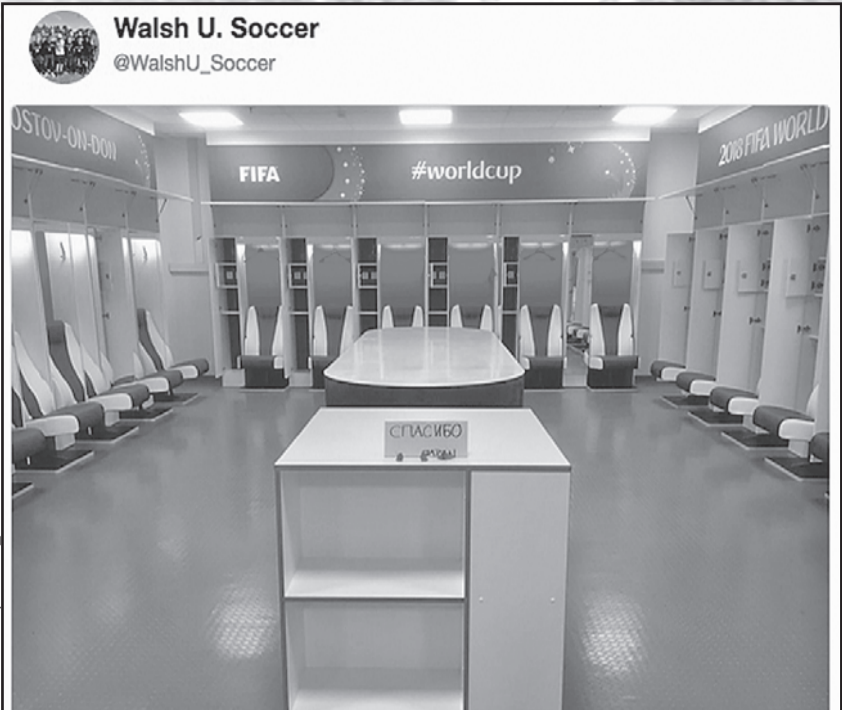 Walsh U. Soccer
@WalshU_Soccer
OSTOV-ON-DON
FIFA
#worldcup
2018 FIFA WORLD
СПАСИБО